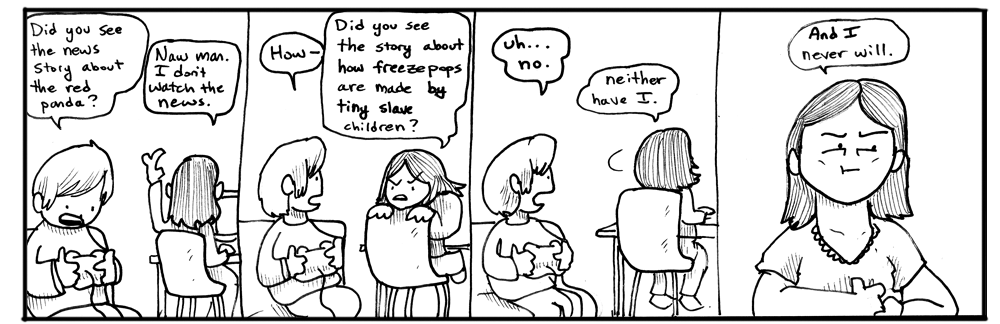 Did you see
the news
story about
the red
panda?
Naw man.
I don't
watch the
news.
How-
Did you see
the story about
how freezepops
are made by
tiny slave
children?
uh...
no.
neither
have I.
And I
never will.